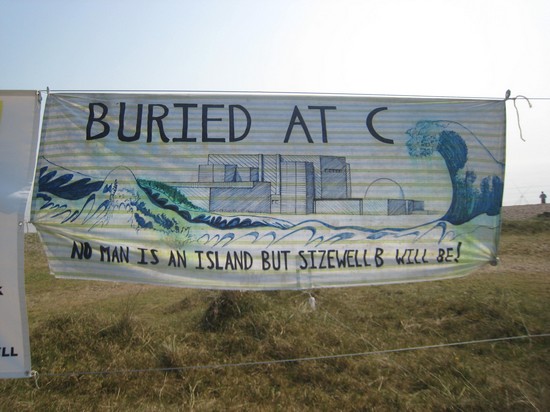 BURIED AT C
NO MAN IS AN ISLAND BUT SIZEWELL B WILL BE!